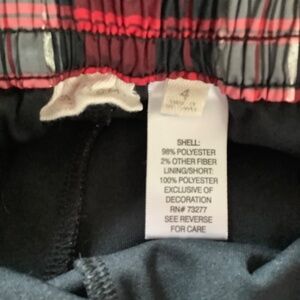 4
SHELL:
98% POLYESTER
2% OTHER FIBER
LINING/SHORT:
100% POLYESTER
EXCLUSIVE OF
DECORATION
RN# 73277
SEE REVERSE
FOR CARE